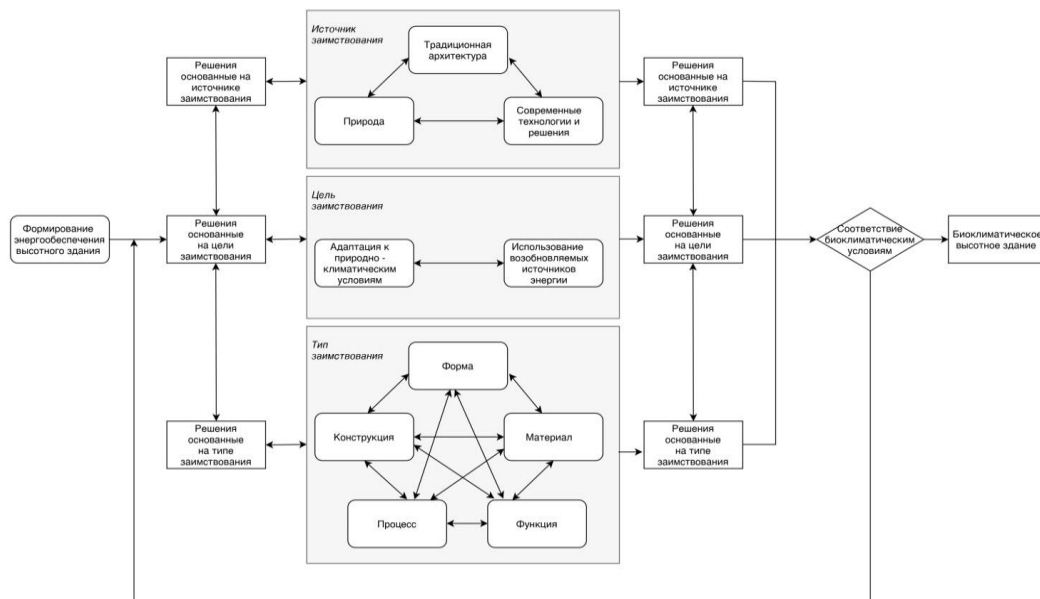 Формирование
энергообеспечения
высотного здания
Решения
основанные на
источнике
заимствования
Решения
основанные
на цели
заимствования
Решения
основанные
на типе
заимствования
Источник
заимствования
Традиционная
архитектура
Природа
Современные
технологии и
решения
Цель
заимствования
Адаптация к
природно -
климатическим
условиям
Использование
возобновляемых
источников
энергии
Тип
заимствования
Форма
Конструкция
Материал
Процесс
Функция
Решения
основанные на
источнике
заимствования
Решения
основанные
на цели
заимствования
Решения
основанные
на типе
заимствования
Соответствие
биоклиматическим
условиям
Биоклиматическое
высотное здание